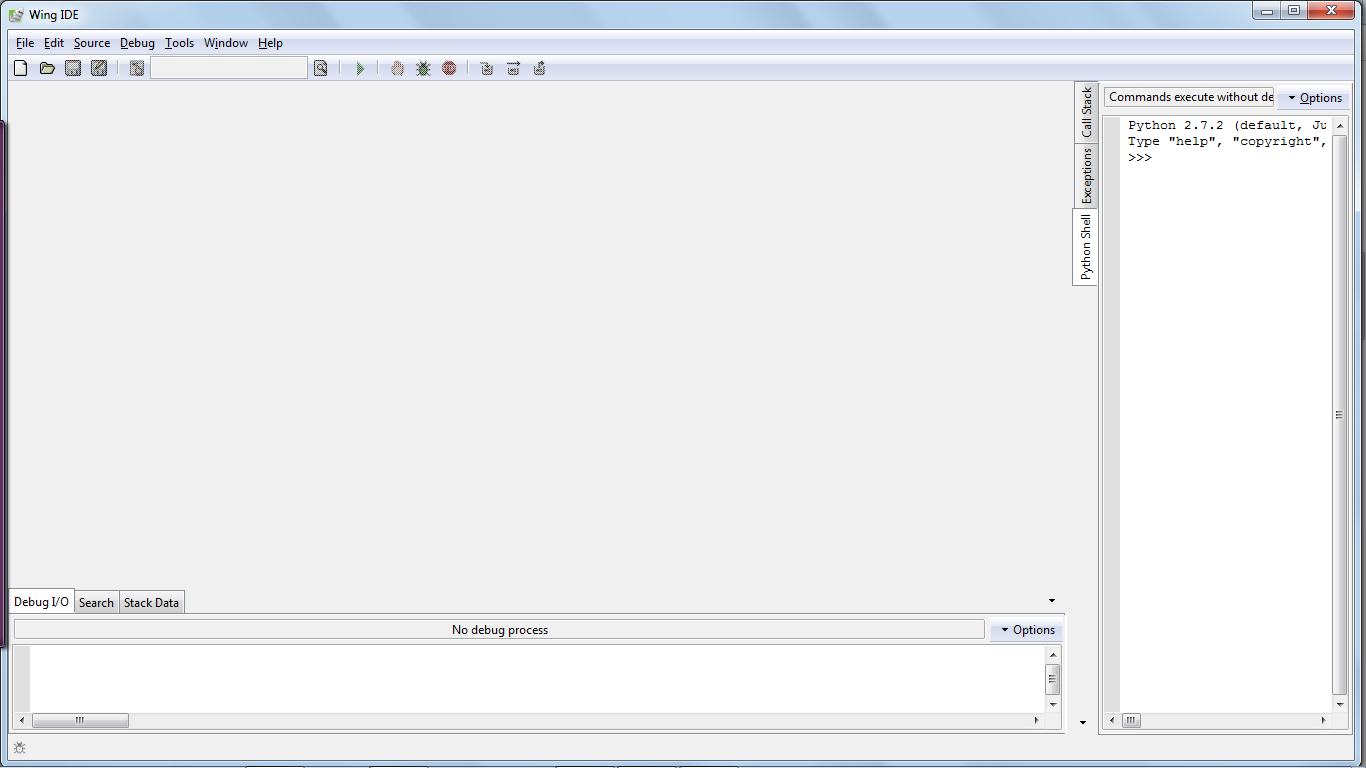 Wing IDE
File Edit Source Debug Tools Window Help
Call Stack
Exceptions
Python Shell
Commands execute without de
Options
Python 2.7.2 (default, Ju
Type "help", "copyright",
>>>
Debug I/O Search Stack Data
No debug process
Options